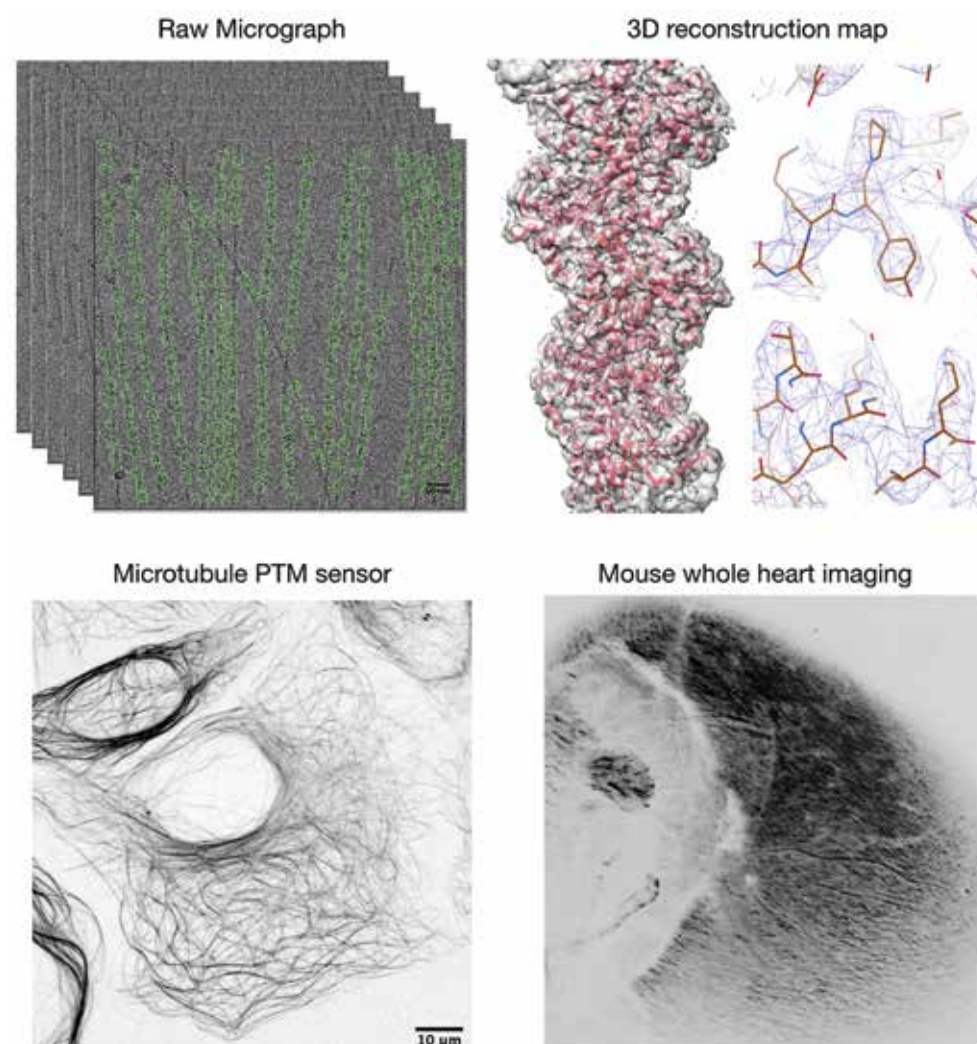 Raw Micrograph
3D reconstruction map
Microtubule PTM sensor
Mouse whole heart imaging
10 µm